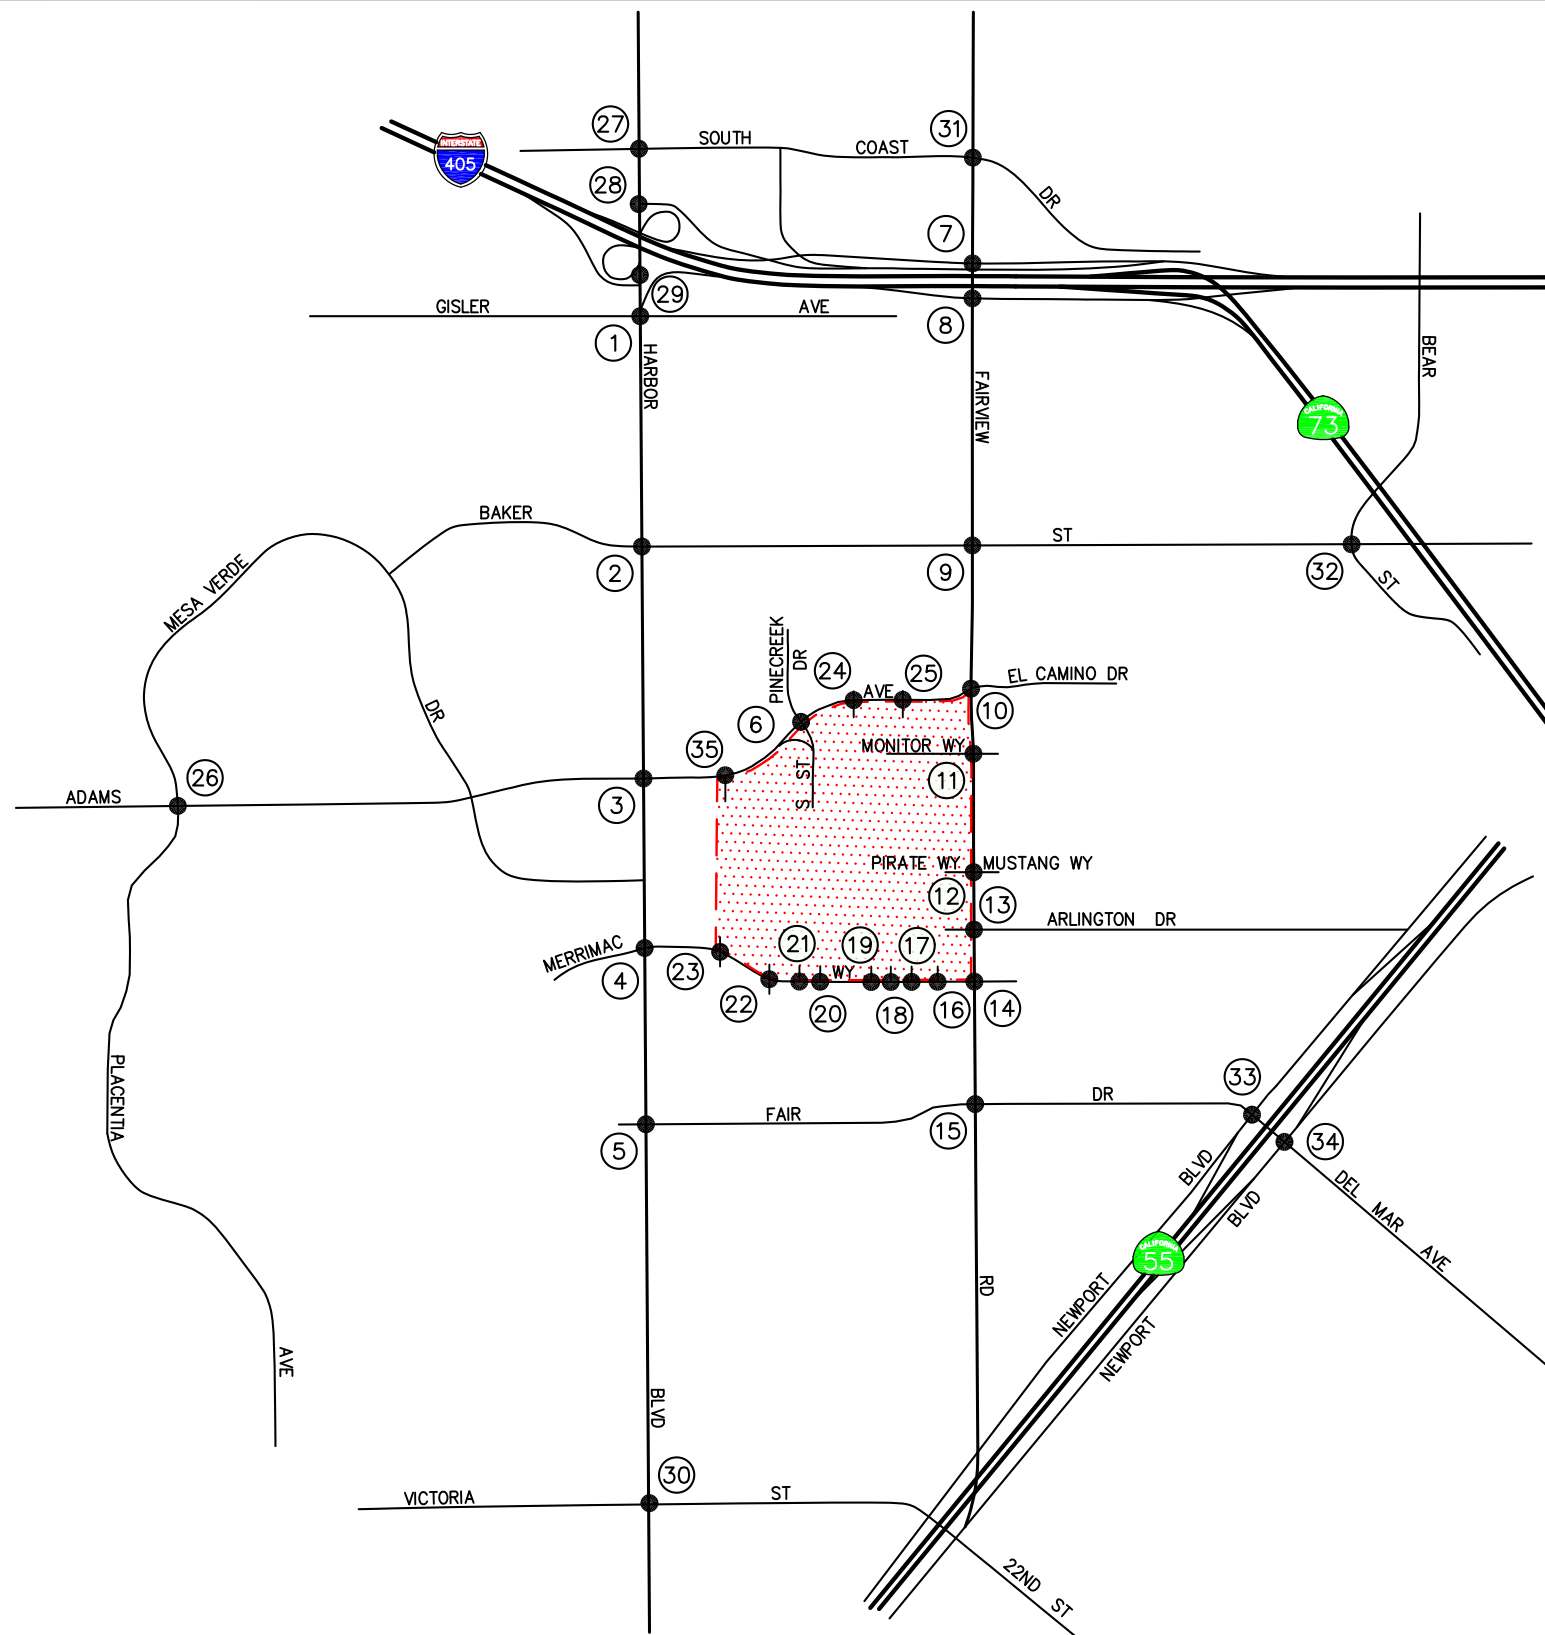 27
SOUTH
COAST
31
DR
INTERSTATE
405
28
7
29
GISLER
AVE
8
1
HARBOR
FAIRVIEW
BEAR
CALIFORNIA
73
BAKER
ST
2
9
32
ST
MESA VERDE
DR
PINECREEK
DR
24
25
AVE
EL CAMINO DR
10
6
35
MONITOR WY
11
S ST
26
ADAMS
3
PIRATE WY
MUSTANG WY
12
13
ARLINGTON DR
MERRIMAC
4
23
21
19
17
WY
22
20
18
16
14
PLACENTIA
AVE
33
FAIR
DR
5
15
34
BLVD
BLVD
DEL MAR AVE
CALIFORNIA
55
NEWPORT
NEWPORT
RD
BLVD
30
VICTORIA
ST
22ND ST